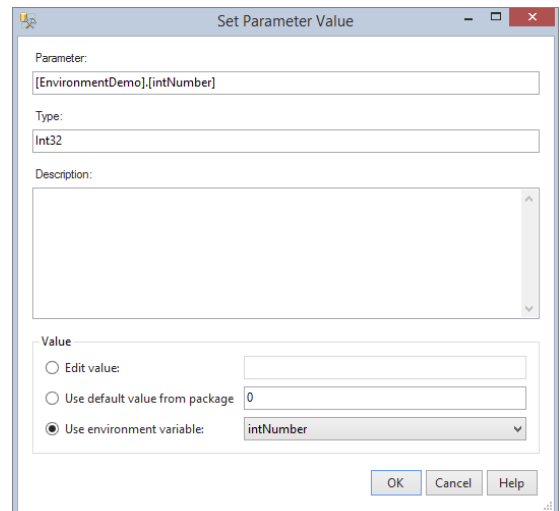 Set Parameter Value
Parameter:
[EnvironmentDemo].[intNumber]
Type:
Int32
Description:
Value
Edit value:
Use default value from package 0
Use environment variable: intNumber
OK Cancel Help